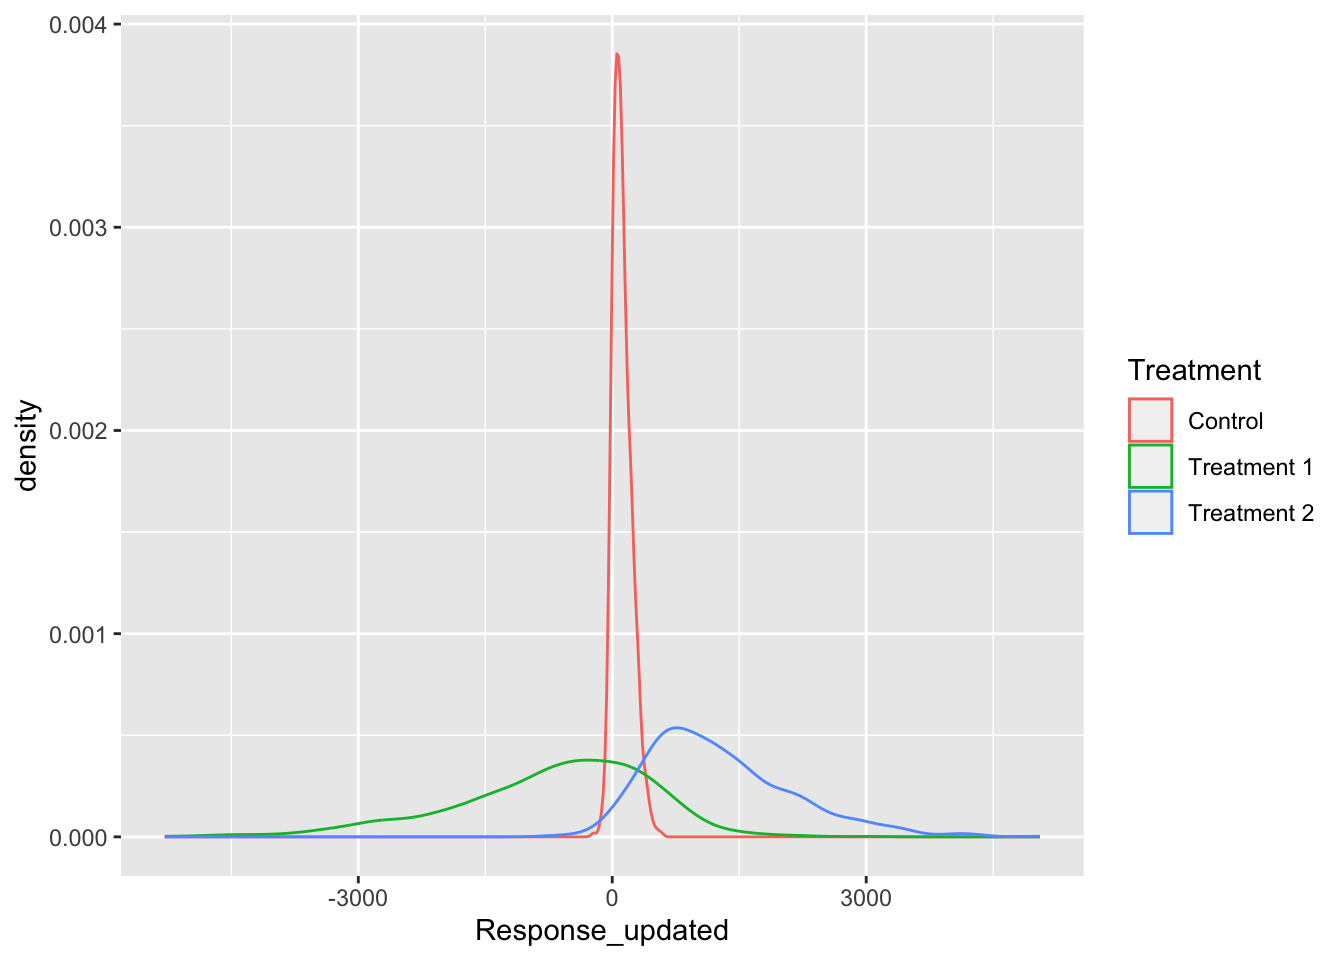 0.004
0.003
0.002
0.001
0.000
density
-3000
0
3000
Response_updated
Treatment
Control
Treatment 1
Treatment 2